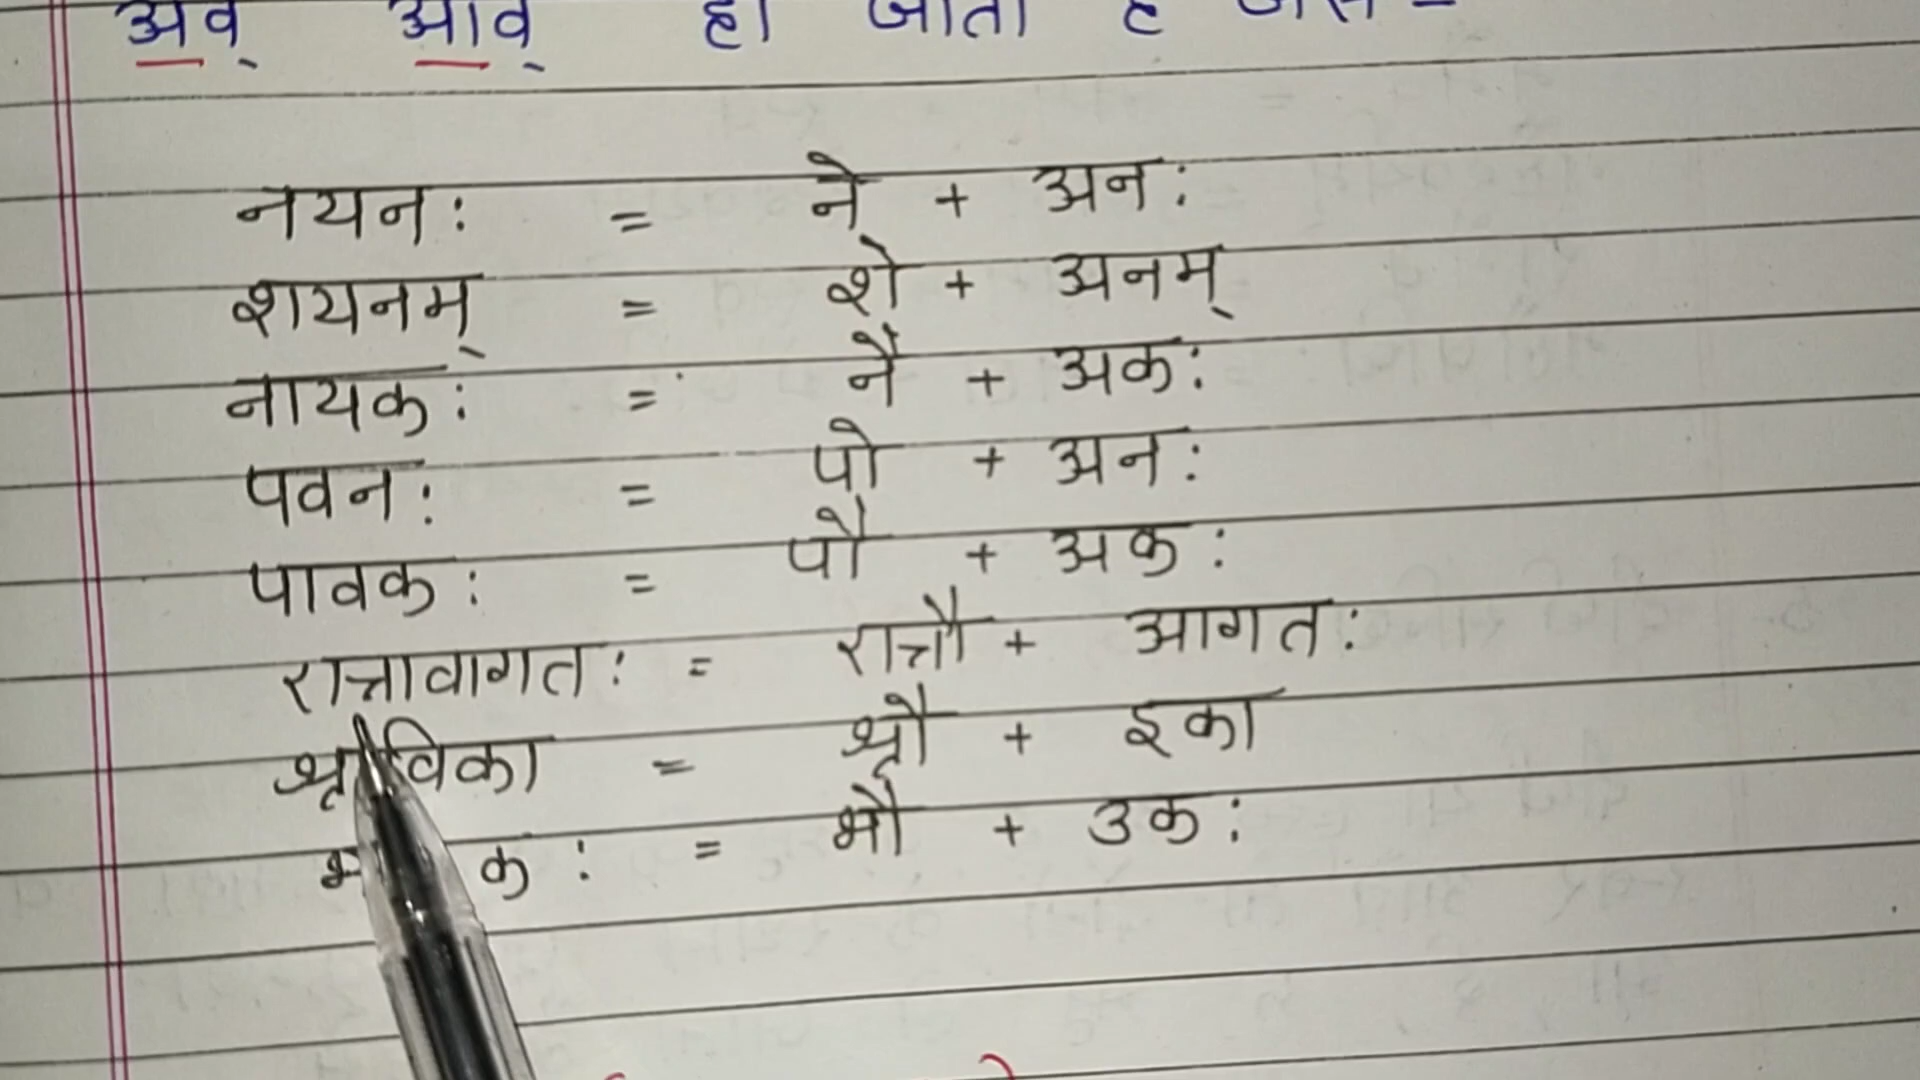 अव् आव् हो जाता है जैसे -
नयनः = ने + अनः
शयनम् = शे + अनम्
नायकः = नै + अकः
पवनः = पो + अनः
पावकः = पौ + अकः
रात्रावागतः = रात्रौ + आगतः
श्राविका = श्रौ + इका
कः = भौ + उकः